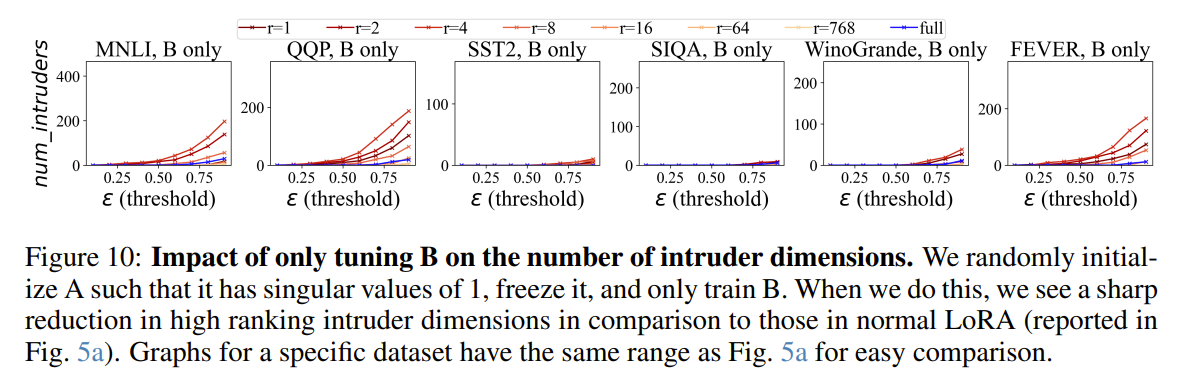 r=1 r=2 r=4 r=8 r=16 r=64 r=768 full
MNLI, B only QQP, B only SST2, B only SIQA, B only WinoGrande, B only FEVER, B only
num_intruders
400
200
0
0.25 0.50 0.75
ε (threshold)
200
0
0.25 0.50 0.75
ε (threshold)
100
0
0.25 0.50 0.75
ε (threshold)
200
100
0
0.25 0.50 0.75
ε (threshold)
200
100
0
0.25 0.50 0.75
ε (threshold)
200
0
0.25 0.50 0.75
ε (threshold)
Figure 10: Impact of only tuning B on the number of intruder dimensions. We randomly initial-
ize A such that it has singular values of 1, freeze it, and only train B. When we do this, we see a sharp
reduction in high ranking intruder dimensions in comparison to those in normal LoRA (reported in
Fig. 5a). Graphs for a specific dataset have the same range as Fig. 5a for easy comparison.